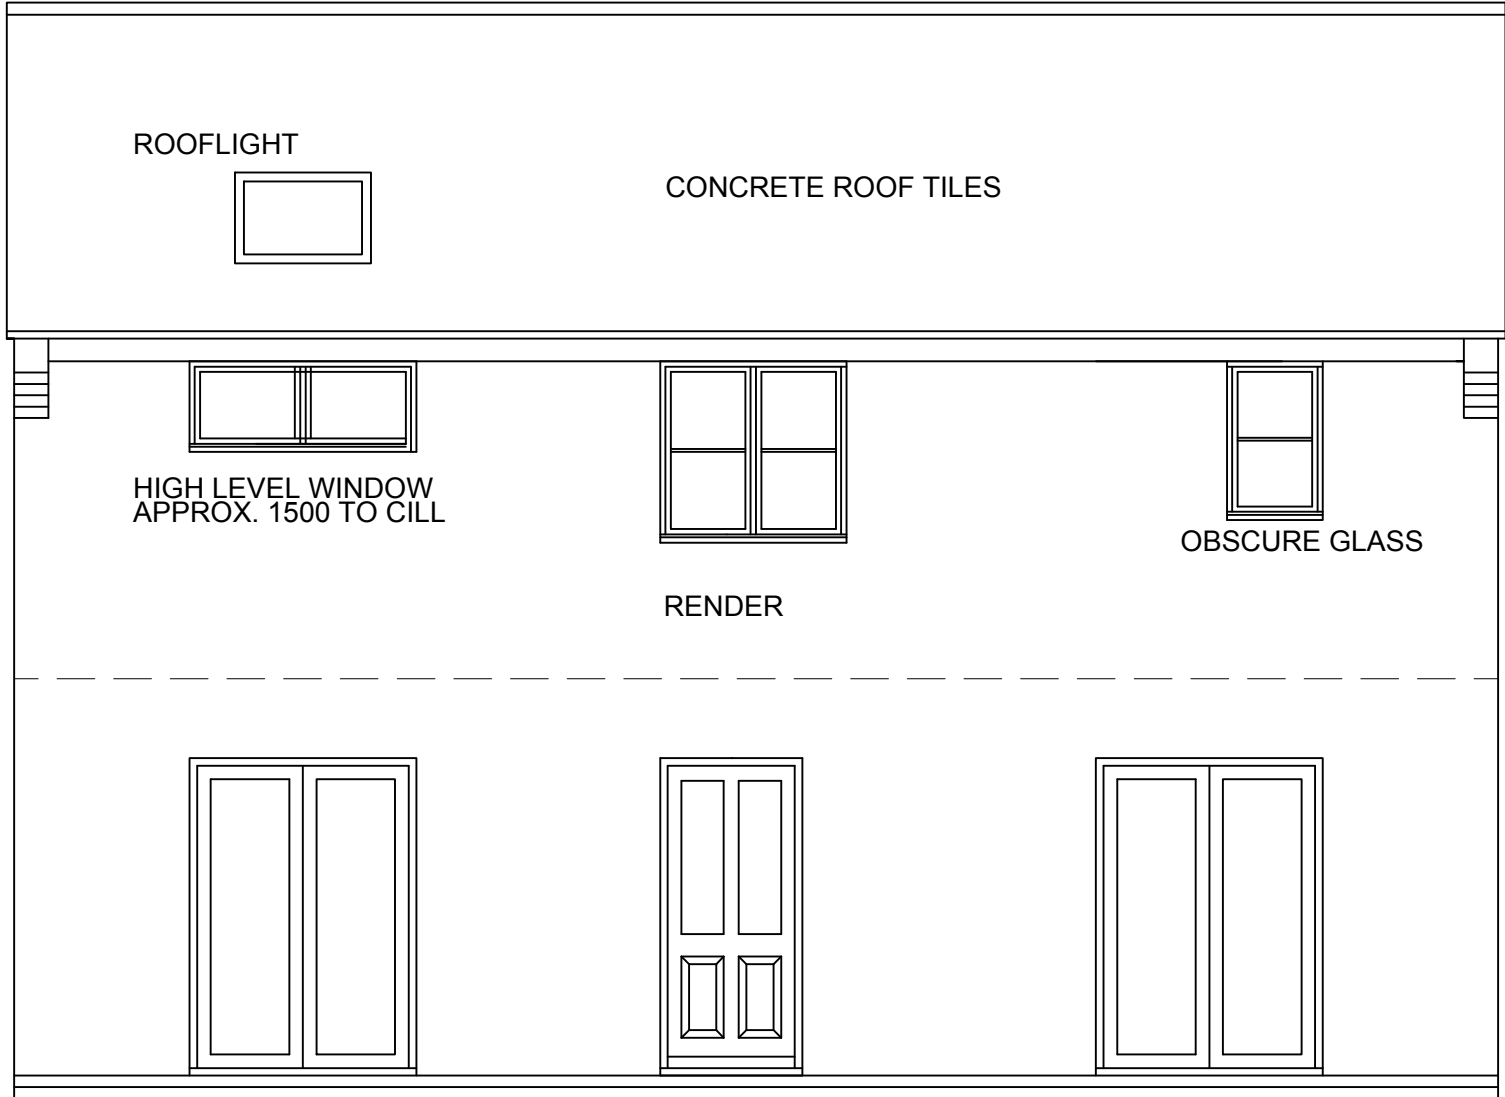 ROOFLIGHT
CONCRETE ROOF TILES
HIGH LEVEL WINDOW
APPROX. 1500 TO CILL
OBSCURE GLASS
RENDER